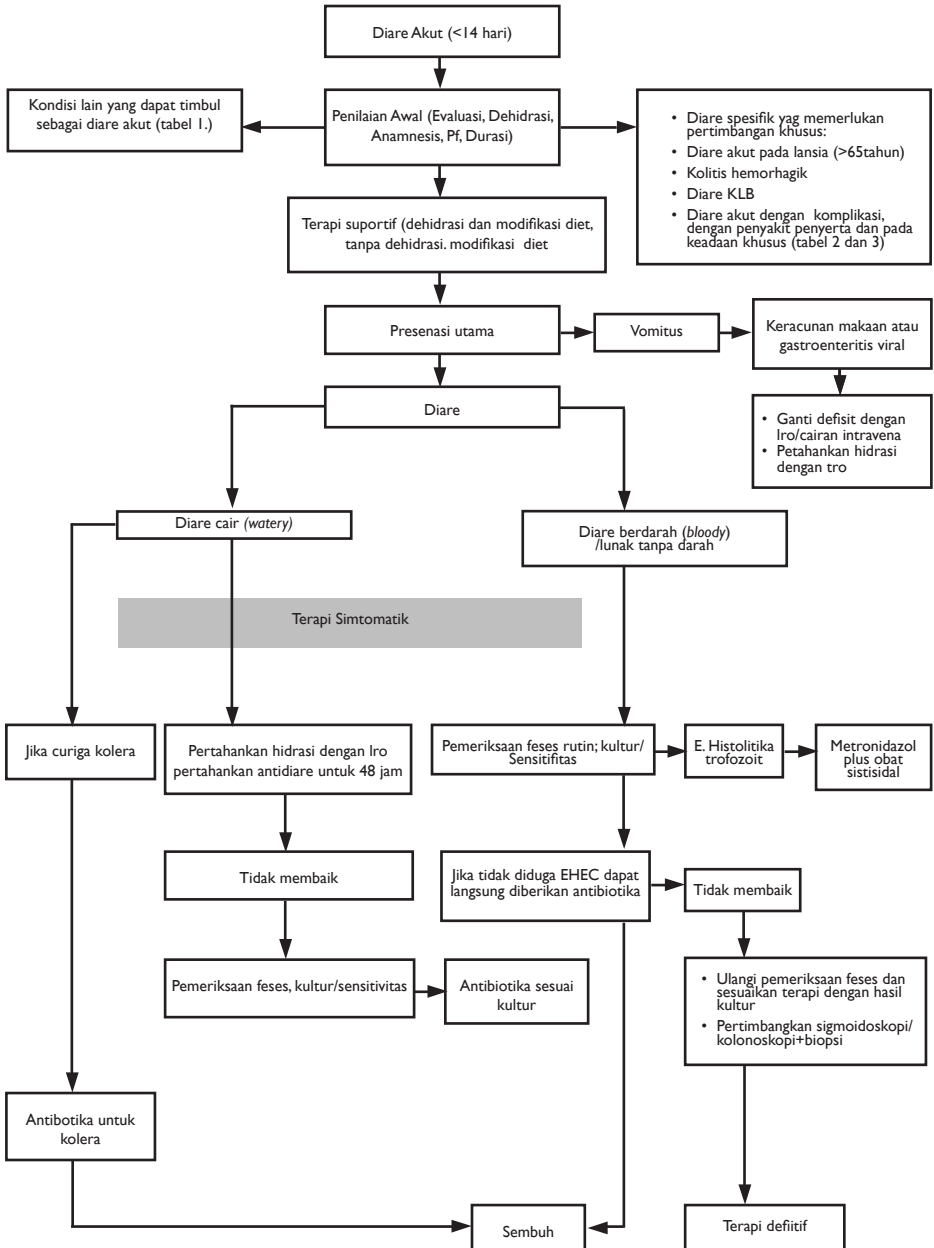 Diare Akut (<14 hari)
Kondisi lain yang dapat timbul
sebagai diare akut (tabel 1.)
Penilaian Awal (Evaluasi, Dehidrasi,
Anamnesis, Pf, Durasi)
• Diare spesifik yag memerlukan
pertimbangan khusus:
• Diare akut pada lansia (>65tahun)
• Kolitis hemorhagik
• Diare KLB
• Diare akut dengan komplikasi,
dengan penyakit penyerta dan pada
keadaan khusus (tabel 2 dan 3)
Terapi suportif (dehidrasi dan modifikasi diet,
tanpa dehidrasi. modifikasi diet
Presenasi utama
Vomitus
Keracunan makaan atau
gastroenteritis viral
Diare
• Ganti defisit dengan
lro/cairan intravena
• Petahankan hidrasi
dengan tro
Diare cair (watery)
Diare berdarah (bloody)
/lunak tanpa darah
Terapi Simtomatik
Jika curiga kolera
Pertahankan hidrasi dengan lro
pertahankan antidiare untuk 48 jam
Pemeriksaan feses rutin; kultur/
Sensitifitas
E. Histolitika
trofozoit
Metronidazol
plus obat
sistisidal
Tidak membaik
Jika tidak diduga EHEC dapat
langsung diberikan antibiotika
Tidak membaik
Pemeriksaan feses, kultur/sensitivitas
Antibiotika sesuai
kultur
• Ulangi pemeriksaan feses dan
sesuaikan terapi dengan hasil
kultur
• Pertimbangkan sigmoidoskopi/
kolonoskopi+biopsi
Antibotika untuk
kolera
Sembuh
Terapi defiitif